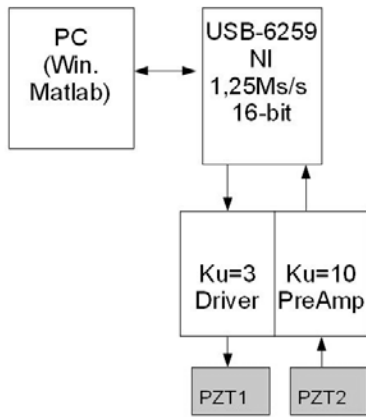 PC
(Win.
Matlab)
USB-6259
NI
1,25Ms/s
16-bit
Ku=3
Driver
Ku=10
PreAmp
PZT1
PZT2